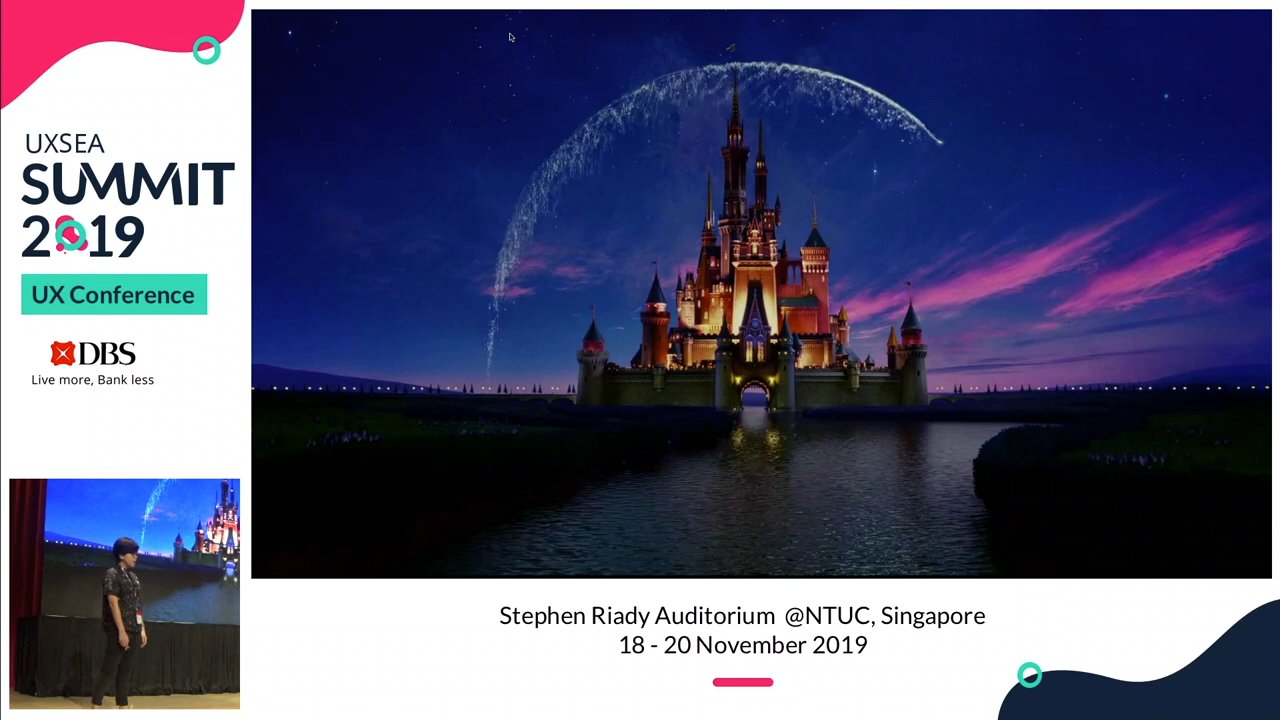 UXSEA
SUMMIT
2019
UX Conference
DBS
Live more, Bank less
Stephen Riady Auditorium @NTUC, Singapore
18 - 20 November 2019